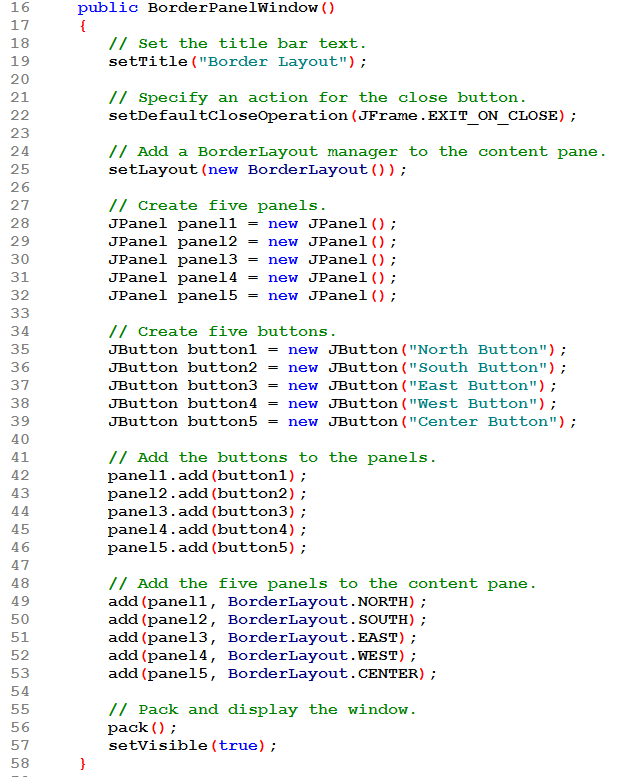 16 public BorderPanelWindow()
17 {
18 // Set the title bar text.
19 setTitle("Border Layout");
20
21 // Specify an action for the close button.
22 setDefaultCloseOperation(JFrame.EXIT_ON_CLOSE);
23
24 // Add a BorderLayout manager to the content pane.
25 setLayout(new BorderLayout());
26
27 // Create five panels.
28 JPanel panel1 = new JPanel();
29 JPanel panel2 = new JPanel();
30 JPanel panel3 = new JPanel();
31 JPanel panel4 = new JPanel();
32 JPanel panel5 = new JPanel();
33
34 // Create five buttons.
35 JButton button1 = new JButton("North Button");
36 JButton button2 = new JButton("South Button");
37 JButton button3 = new JButton("East Button");
38 JButton button4 = new JButton("West Button");
39 JButton button5 = new JButton("Center Button");
40
41 // Add the buttons to the panels.
42 panel1.add(button1);
43 panel2.add(button2);
44 panel3.add(button3);
45 panel4.add(button4);
46 panel5.add(button5);
47
48 // Add the five panels to the content pane.
49 add(panel1, BorderLayout.NORTH);
50 add(panel2, BorderLayout.SOUTH);
51 add(panel3, BorderLayout.EAST);
52 add(panel4, BorderLayout.WEST);
53 add(panel5, BorderLayout.CENTER);
54
55 // Pack and display the window.
56 pack();
57 setVisible(true);
58 }